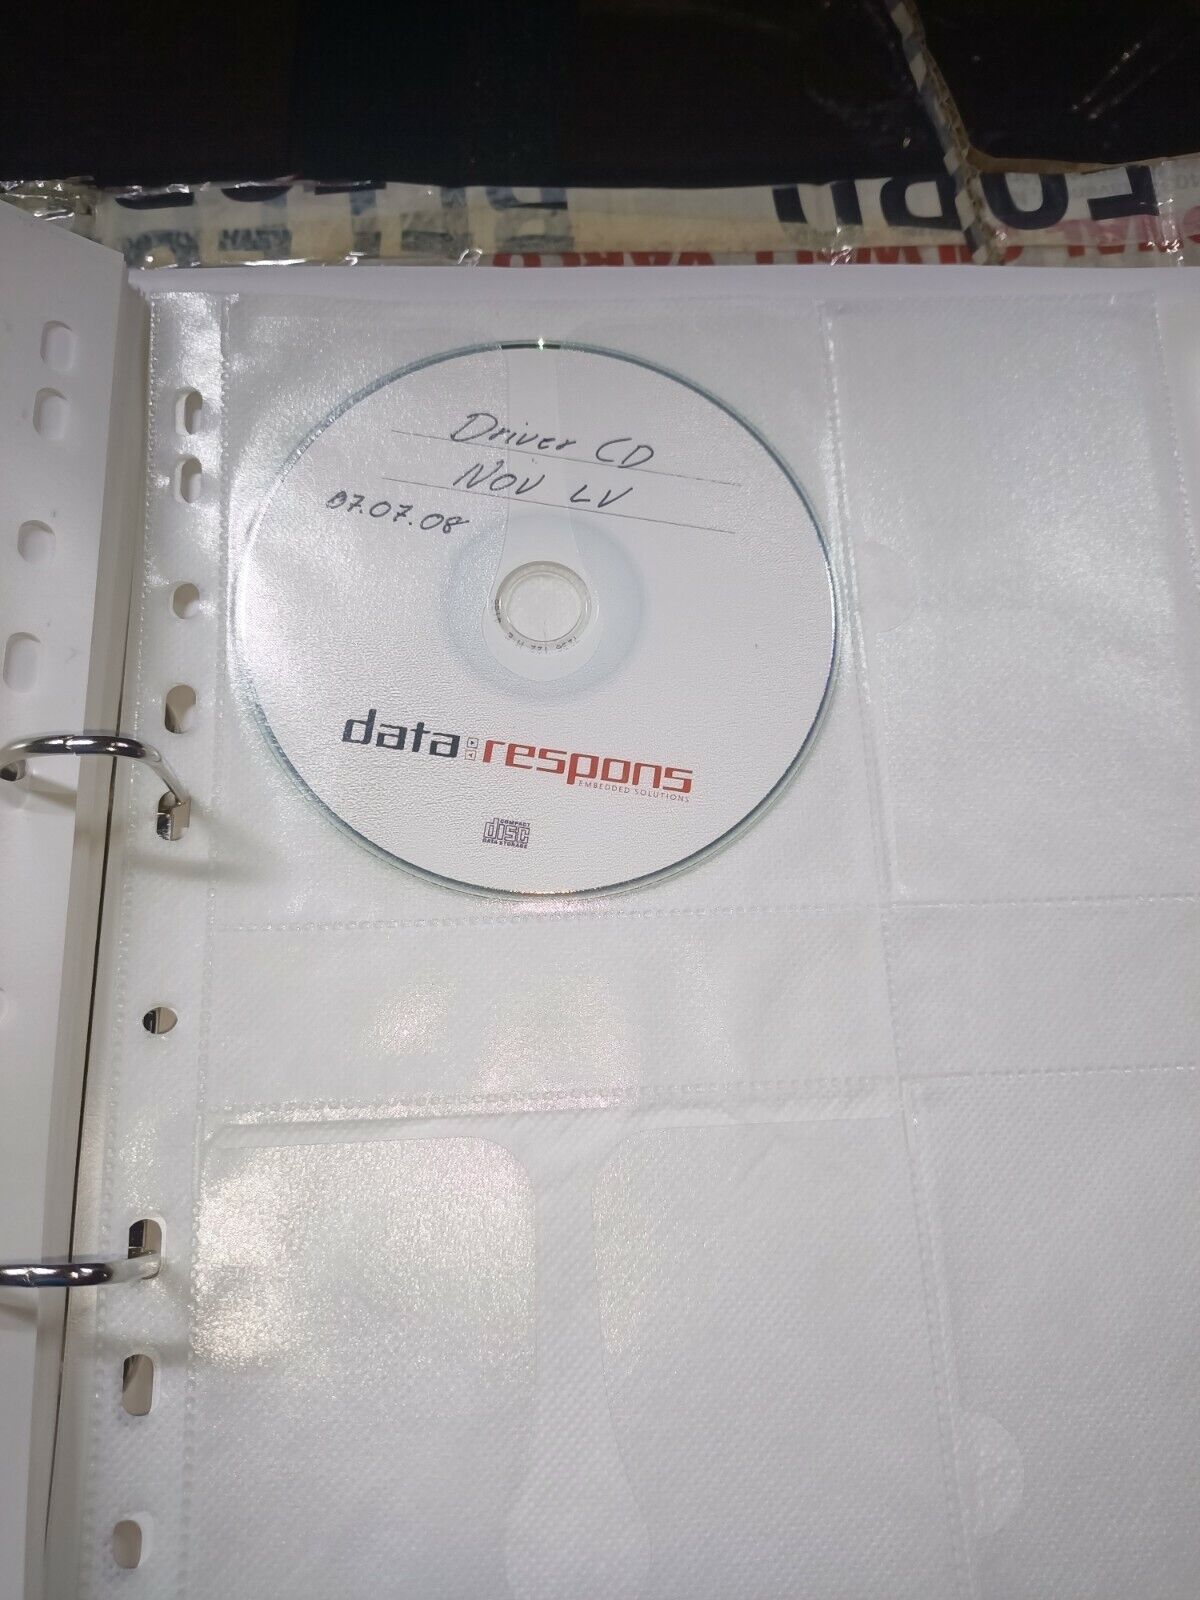 Driver CD
NOV LV
07.07.08
data respons
EMBEDDED SOLUTIONS
COMPACT
disc
DATA STORAGE